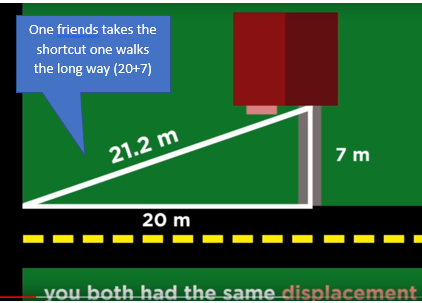 One friends takes the
shortcut one walks
the long way (20+7)
21.2 m
7 m
20 m
you both had the same displacement